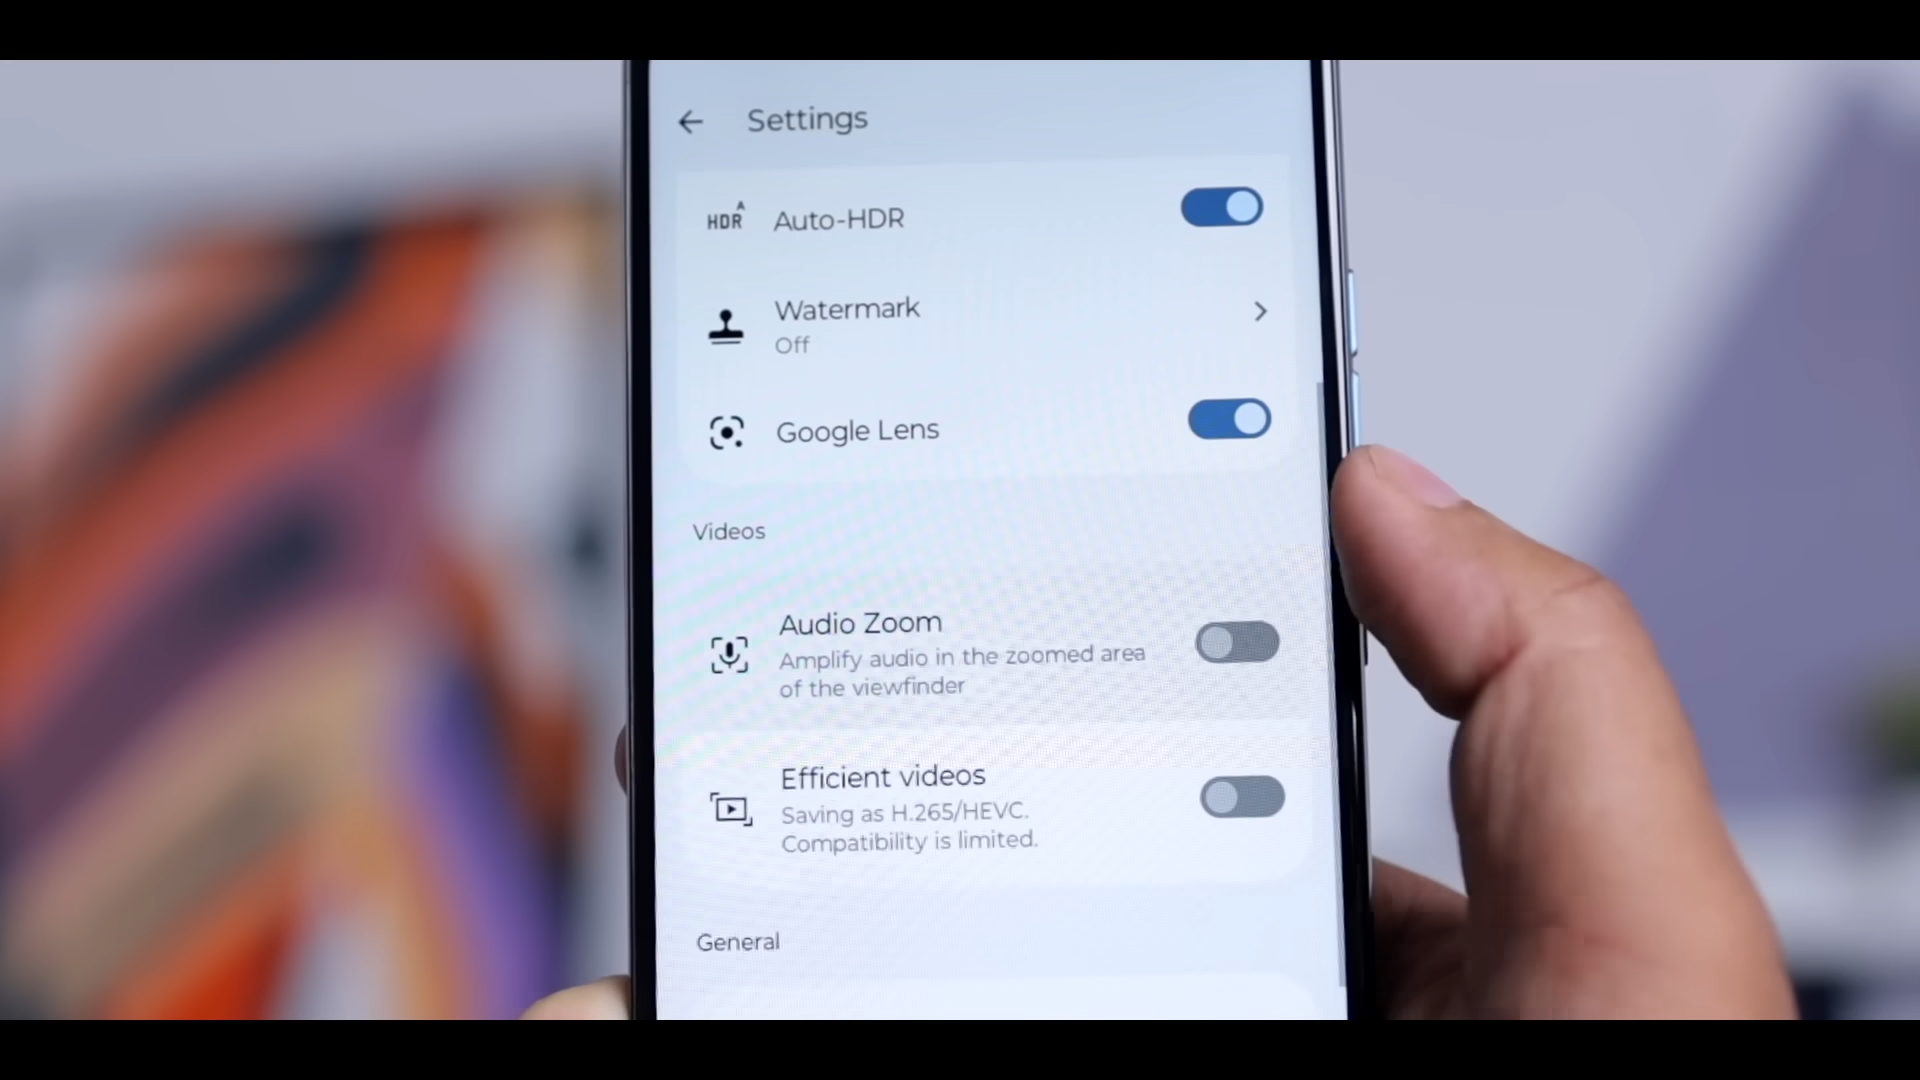 Settings
HDR A
Auto-HDR
Watermark
Off
Google Lens
Videos
Audio Zoom
Amplify audio in the zoomed area
of the viewfinder
Efficient videos
Saving as H.265/HEVC.
Compatibility is limited.
General